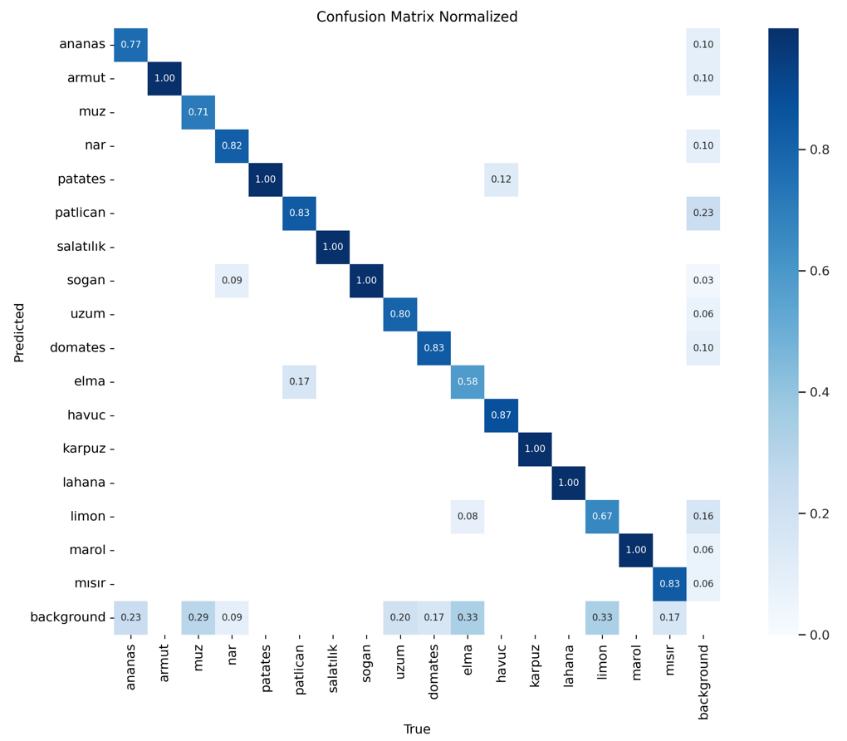 Confusion Matrix Normalized
ananas
0.77
0.10
armut
1.00
0.10
0.8
muz
0.71
nar
0.82
0.10
patates
1.00
0.12
patlican
0.83
0.23
salatılık
1.00
0.6
sogan
0.09
1.00
0.03
Predicted
uzum
0.80
0.06
domates
0.83
0.10
elma
0.17
0.58
0.4
havuc
0.87
karpuz
1.00
lahana
1.00
limon
0.08
0.67
0.16
0.2
marol
1.00
0.06
mısır
0.83
0.06
background
0.23
0.29
0.09
0.20
0.17
0.33
0.33
0.17
0.0
ananas
armut
muz
nar
patates
patlican
salatılık
sogan
uzum
domates
elma
havuc
karpuz
lahana
limon
marol
mısır
background
True